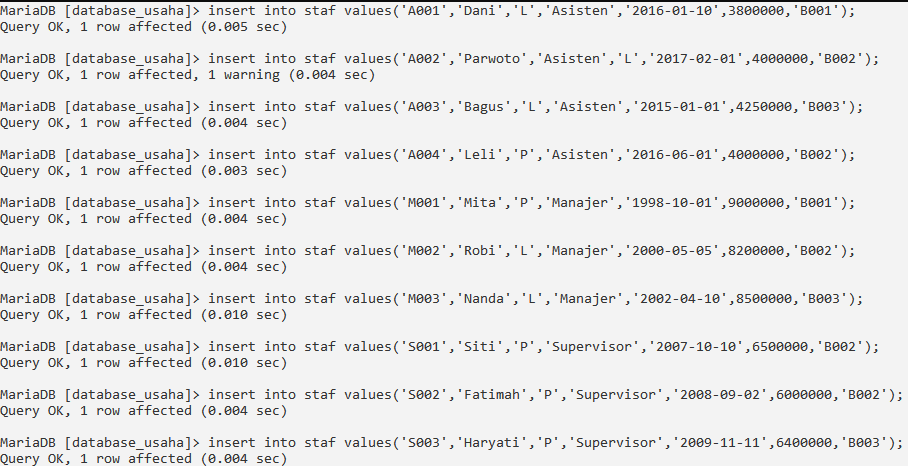 MariaDB [database_usaha]> insert into staf values('A001','Dani','L','Asisten','2016-01-10',3800000,'B001');
Query OK, 1 row affected (0.005 sec)
MariaDB [database_usaha]> insert into staf values('A002','Parwoto','Asisten','L','2017-02-01',4000000,'B002');
Query OK, 1 row affected, 1 warning (0.004 sec)
MariaDB [database_usaha]> insert into staf values('A003','Bagus','L','Asisten','2015-01-01',4250000,'B003');
Query OK, 1 row affected (0.004 sec)
MariaDB [database_usaha]> insert into staf values('A004','Leli','P','Asisten','2016-06-01',4000000,'B002');
Query OK, 1 row affected (0.003 sec)
MariaDB [database_usaha]> insert into staf values('M001','Mita','P','Manajer','1998-10-01',9000000,'B001');
Query OK, 1 row affected (0.004 sec)
MariaDB [database_usaha]> insert into staf values('M002','Robi','L','Manajer','2000-05-05',8200000,'B002');
Query OK, 1 row affected (0.004 sec)
MariaDB [database_usaha]> insert into staf values('M003','Nanda','L','Manajer','2002-04-10',8500000,'B003');
Query OK, 1 row affected (0.010 sec)
MariaDB [database_usaha]> insert into staf values('S001','Siti','P','Supervisor','2007-10-10',6500000,'B002');
Query OK, 1 row affected (0.010 sec)
MariaDB [database_usaha]> insert into staf values('S002','Fatimah','P','Supervisor','2008-09-02',6000000,'B002');
Query OK, 1 row affected (0.004 sec)
MariaDB [database_usaha]> insert into staf values('S003','Haryati','P','Supervisor','2009-11-11',6400000,'B003');
Query OK, 1 row affected (0.004 sec)